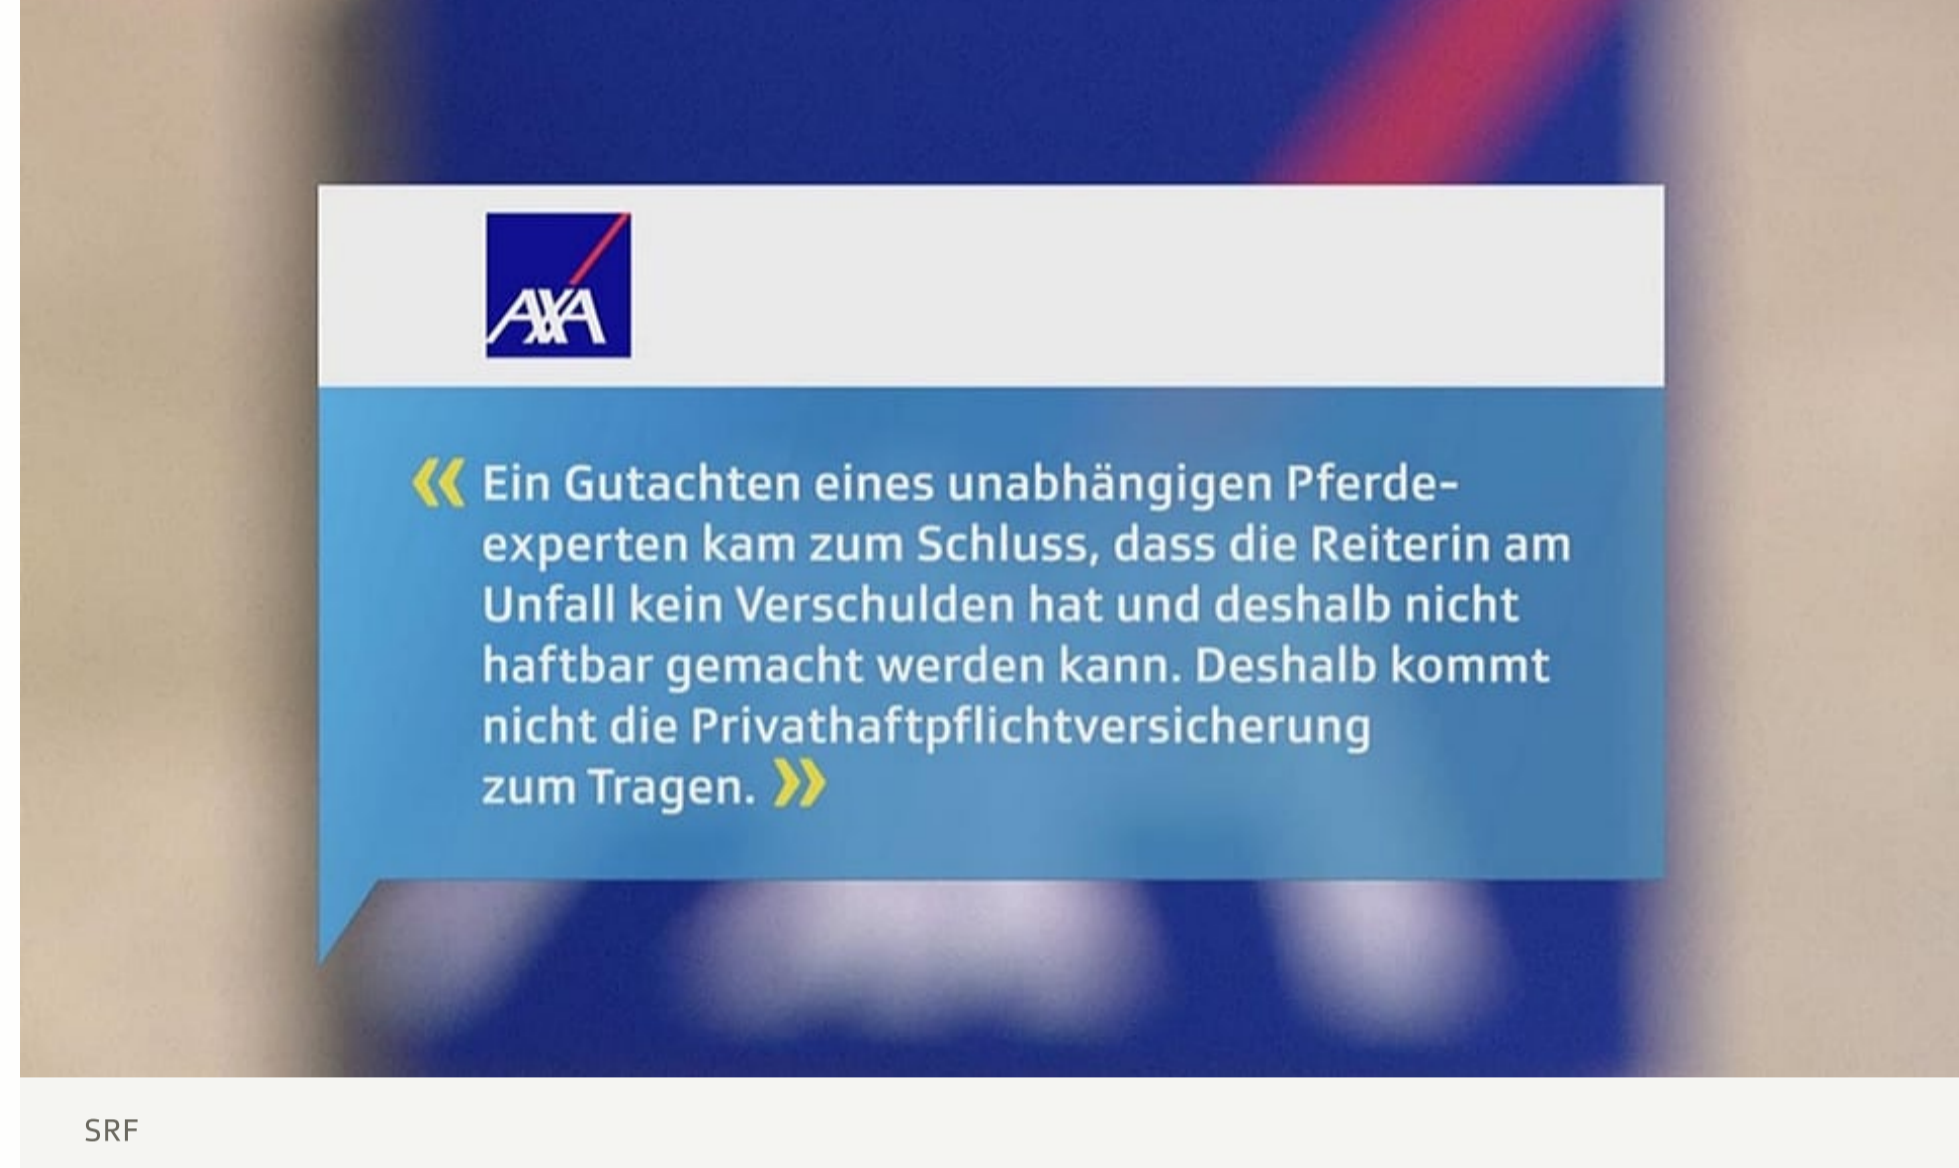 AXA
« Ein Gutachten eines unabhängigen Pferde-
experten kam zum Schluss, dass die Reiterin am
Unfall kein Verschulden hat und deshalb nicht
haftbar gemacht werden kann. Deshalb kommt
nicht die Privathaftpflichtversicherung
zum Tragen. »
SRF